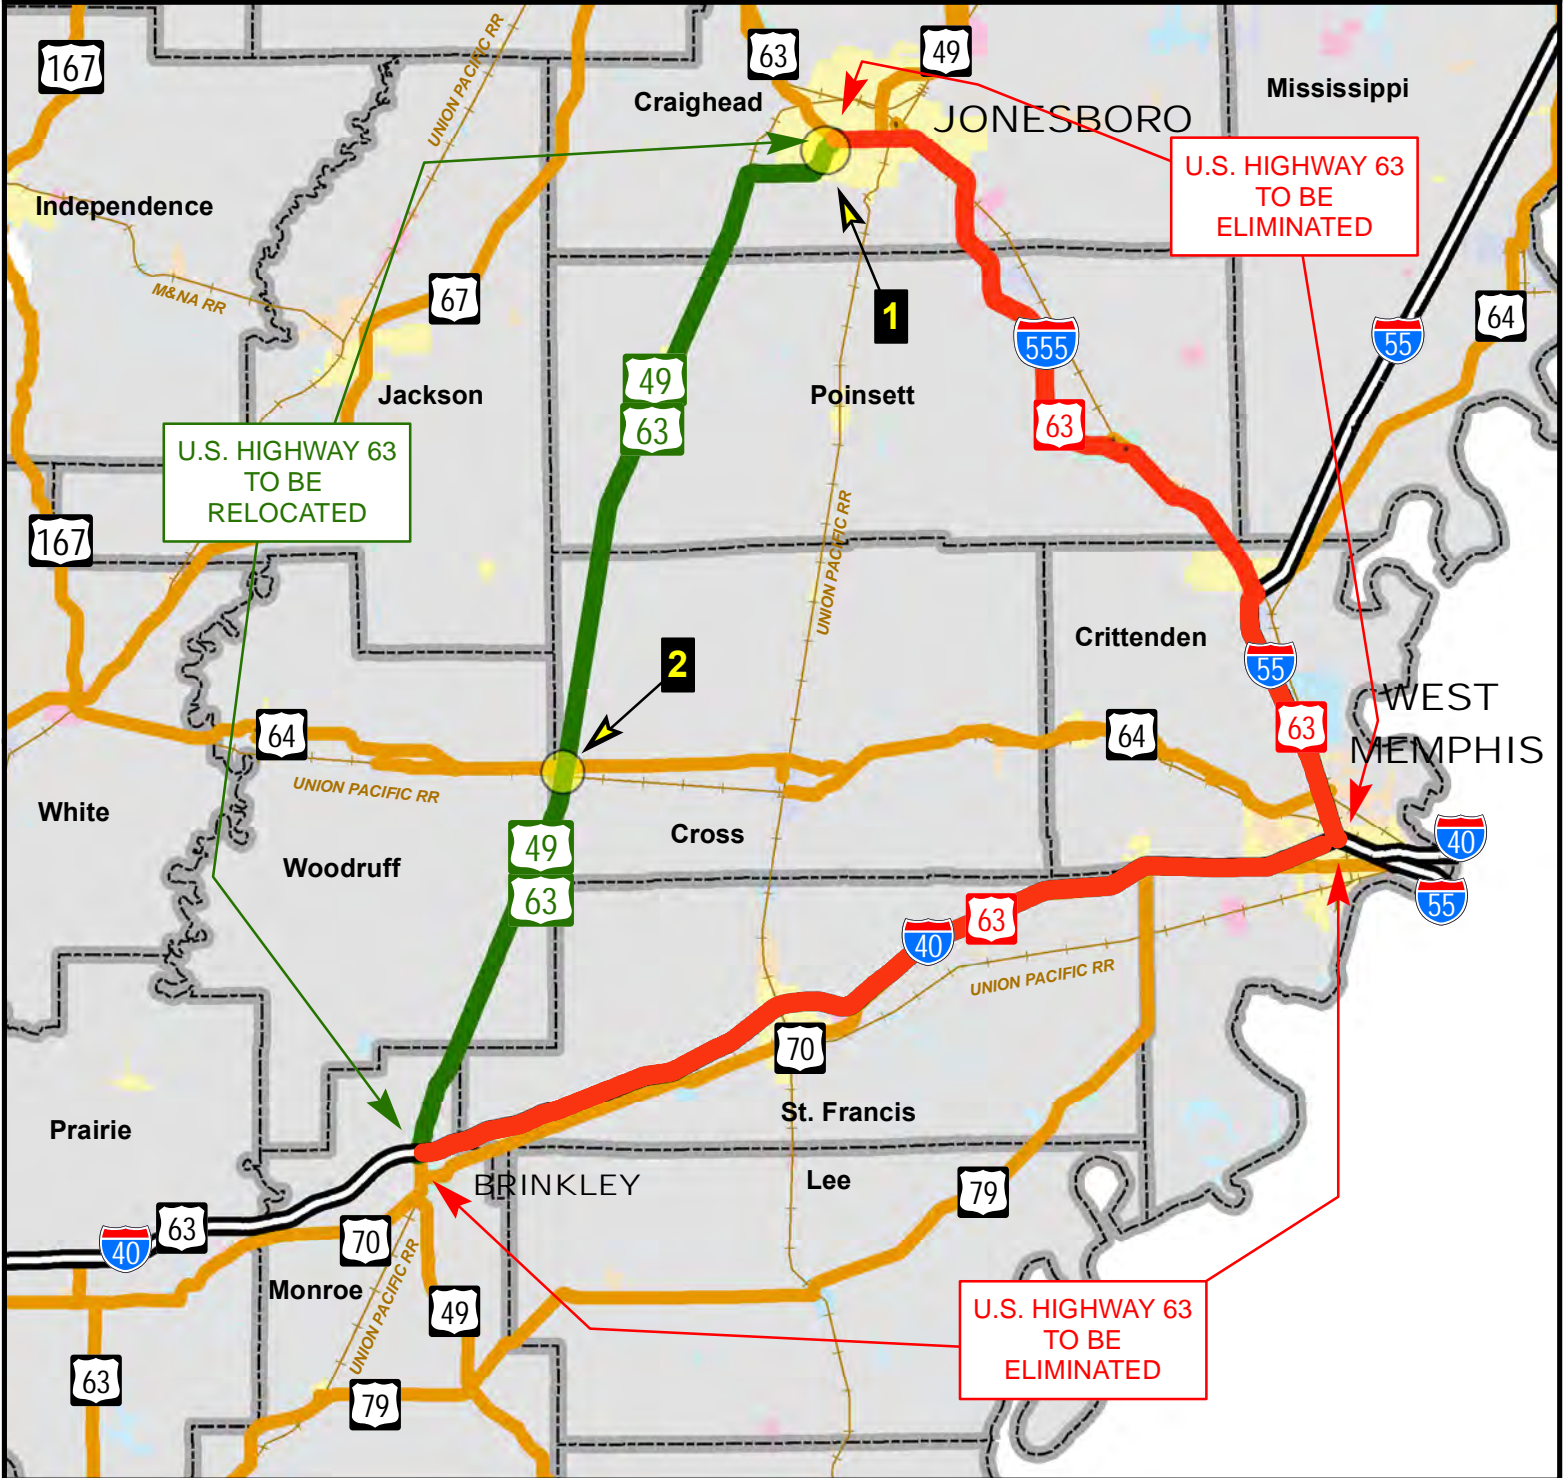 UNION PACIFIC RR
63
49
167
Mississippi
Craighead
JONESBORO
U.S. HIGHWAY 63
TO BE
ELIMINATED
Independence
M&NA RR
67
1
64
55
555
49
63
Jackson
Poinsett
63
U.S. HIGHWAY 63
TO BE
RELOCATED
167
UNION PACIFIC RR
Crittenden
2
55
WEST
MEMPHIS
63
64
64
UNION PACIFIC RR
White
Cross
40
49
63
Woodruff
55
63
40
UNION PACIFIC RR
70
St. Francis
Prairie
BRINKLEY
Lee
79
63
40
70
UNION PACIFIC RR
Monroe
49
U.S. HIGHWAY 63
TO BE
ELIMINATED
63
79